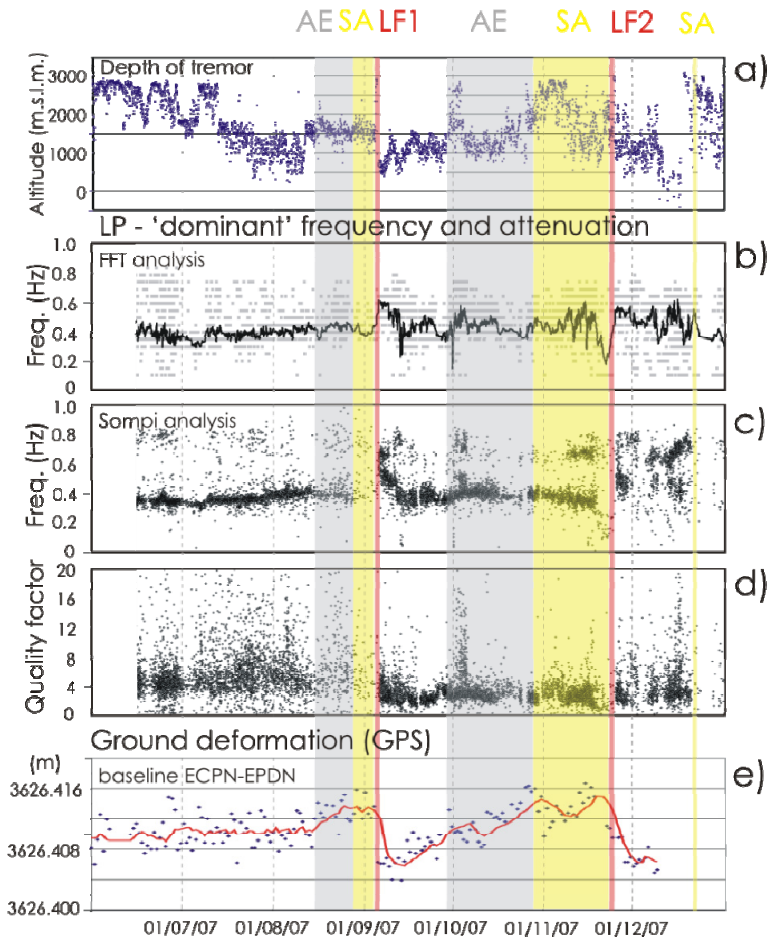 AE SA LF1 AE SA LF2 SA
Depth of tremor
a)
3000
2000
1000
0
Altitude (m.s.l.m.)
LP - 'dominant' frequency and attenuation
FFT analysis
b)
1.0
0.8
0.6
0.4
0.2
0
Freq. (Hz)
Sompi analysis
c)
1.0
0.8
0.6
0.4
0.2
0
Freq. (Hz)
d)
20
16
12
8
4
0
Quality factor
Ground deformation (GPS)
(m)
baseline ECPN-EPDN
e)
3626.416
3626.408
3626.400
01/07/07 01/08/07 01/09/07 01/10/07 01/11/07 01/12/07